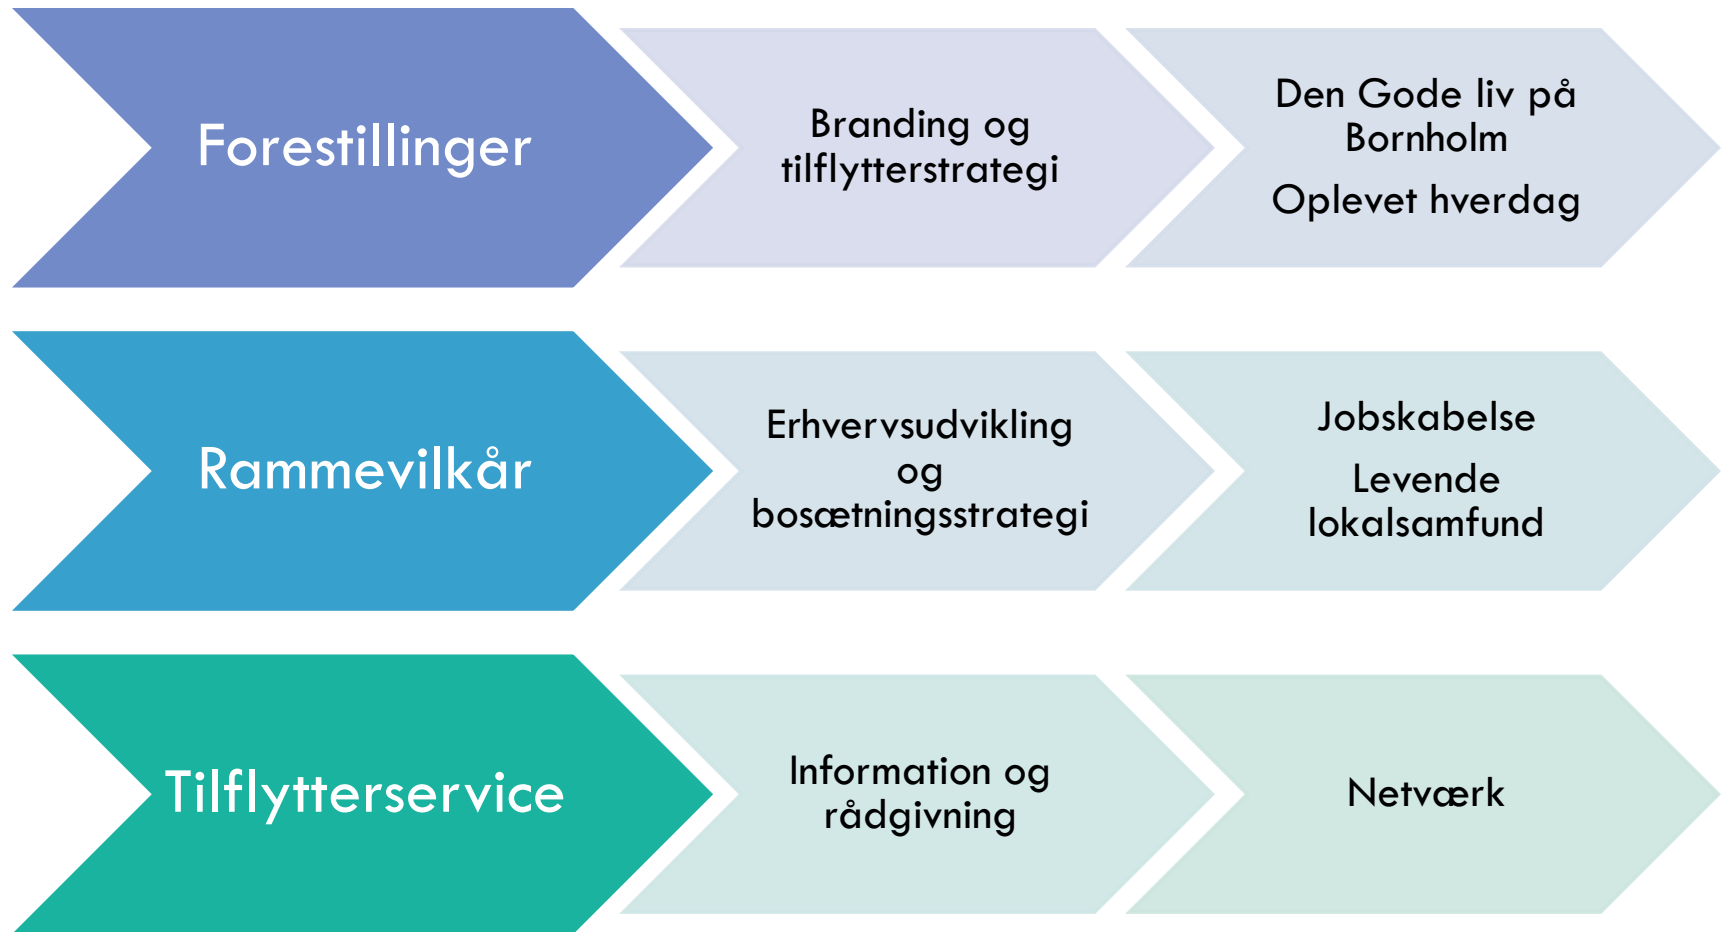 Forestillinger
Branding og
tilflytterstrategi
Den Gode liv på
Bornholm
Oplevet hverdag
Rammevilkår
Erhvervsudvikling
og
bosætningsstrategi
Jobskabelse
Levende
lokalsamfund
Tilflytterservice
Information og
rådgivning
Netværk